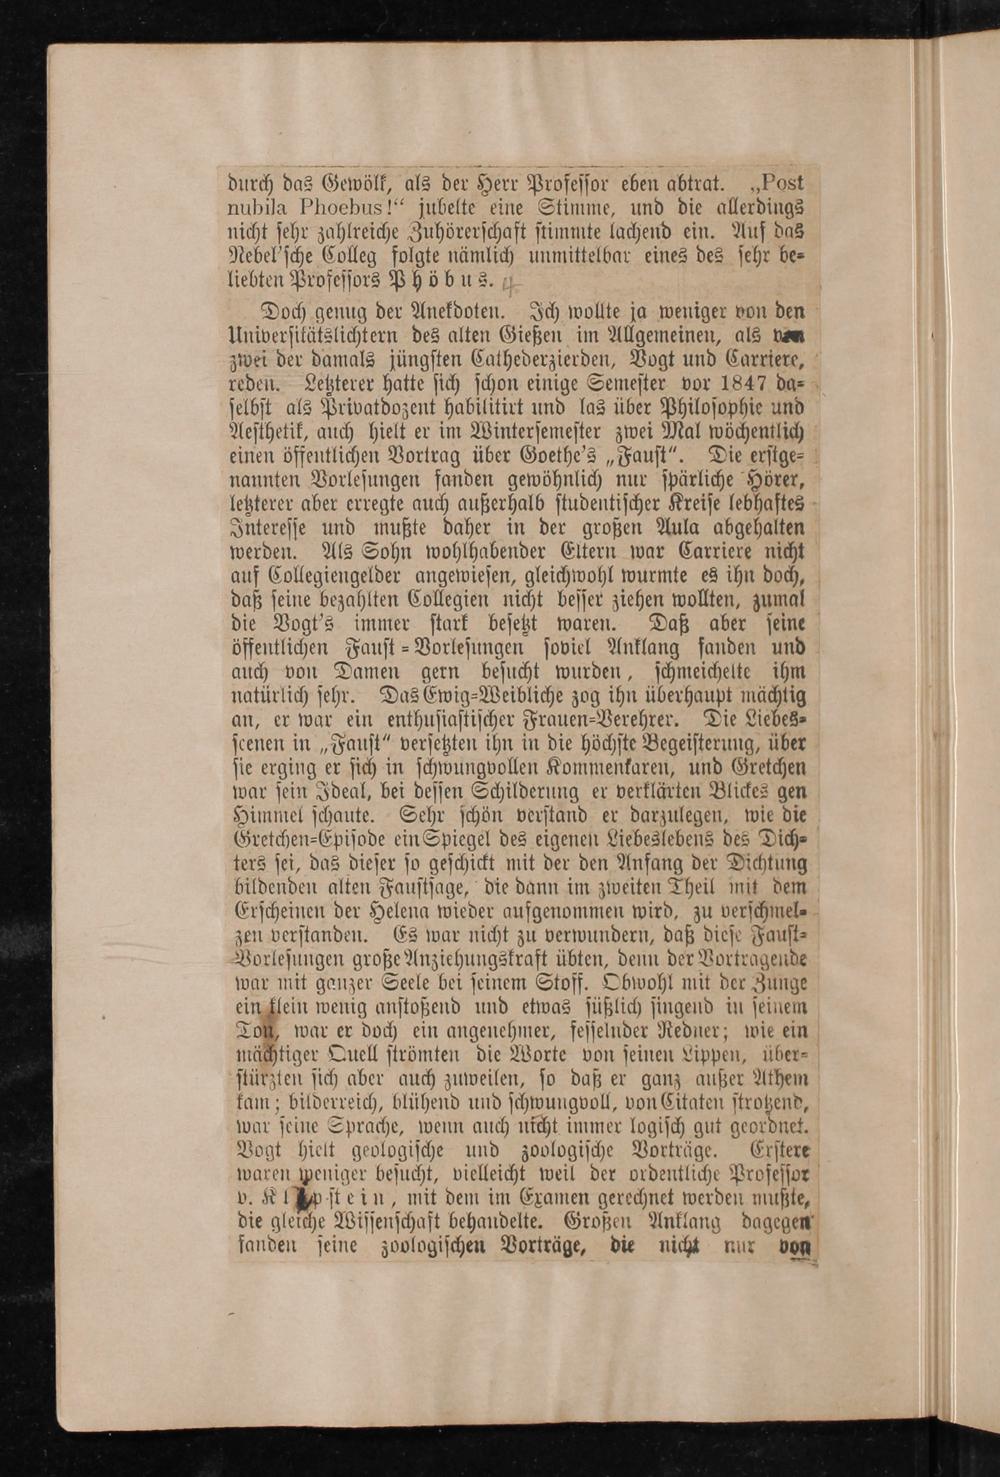 durch das Gewölk, als der Herr Professor eben abtrat. „Post
nubila Phoebus!“ jubelte eine Stimme, und die allerdings
nicht sehr zahlreiche Zuhörerschaft stimmte lachend ein. Auf das
Nebel'sche Colleg folgte nämlich unmittelbar eines des sehr be-
liebten Professors Phöbus.
Doch genug der Anekdoten. Ich wollte ja weniger von den
Universitätslichtern des alten Gießen im Allgemeinen, als von
zwei der damals jüngsten Cathederzierden, Vogt und Carriere,
reden. Letzterer hatte sich schon einige Semester vor 1847 da-
selbst als Privatdozent habilitirt und las über Philosophie und
Aesthetik, auch hielt er im Wintersemester zwei Mal wöchentlich
einen öffentlichen Vortrag über Goethe's „Faust“. Die erstge-
nannten Vorlesungen fanden gewöhnlich nur spärliche Hörer,
letzterer aber erregte auch außerhalb studentischer Kreise lebhaftes
Interesse und mußte daher in der großen Aula abgehalten
werden. Als Sohn wohlhabender Eltern war Carriere nicht
auf Collegiengelder angewiesen, gleichwohl wurmte es ihn doch,
daß seine bezahlten Collegien nicht besser ziehen wollten, zumal
die Vogt's immer stark besetzt waren. Daß aber seine
öffentlichen Faust-Vorlesungen soviel Anklang fanden und
auch von Damen gern besucht wurden, schmeichelte ihm
natürlich sehr. Das Ewig-Weibliche zog ihn überhaupt mächtig
an, er war ein enthusiastischer Frauen-Verehrer. Die Liebes-
scenen in „Faust“ versetzten ihn in die höchste Begeisterung, über
sie erging er sich in schwungvollen Kommentaren, und Gretchen
war sein Ideal, bei dessen Schilderung er verklärten Blickes gen
Himmel schaute. Sehr schön verstand er darzulegen, wie die
Gretchen-Episode ein Spiegel des eigenen Liebeslebens des Dich-
ters sei, das dieser so geschickt mit der den Anfang der Dichtung
bildenden alten Faustsage, die dann im zweiten Theil mit dem
Erscheinen der Helena wieder aufgenommen wird, zu verschmel-
zen verstanden. Es war nicht zu verwundern, daß diese Faust-
Vorlesungen große Anziehungskraft übten, denn der Vortragende
war mit ganzer Seele bei seinem Stoff. Obwohl mit der Zunge
ein klein wenig anstoßend und etwas süßlich singend in seinem
Ton, war er doch ein angenehmer, fesselnder Redner; wie ein
mächtiger Quell strömten die Worte von seinen Lippen, über-
stürzten sich aber auch zuweilen, so daß er ganz außer Athem
kam; bilderreich, blühend und schwungvoll, von Citaten strotzend,
war seine Sprache, wenn auch nicht immer logisch gut geordnet.
Vogt hielt geologische und zoologische Vorträge. Erstere
waren weniger besucht, vielleicht weil der ordentliche Professor
v. Klipstein, mit dem im Examen gerechnet werden mußte,
die gleiche Wissenschaft behandelte. Großen Anklang dagegen
fanden seine zoologischen Vorträge, die nicht nur von